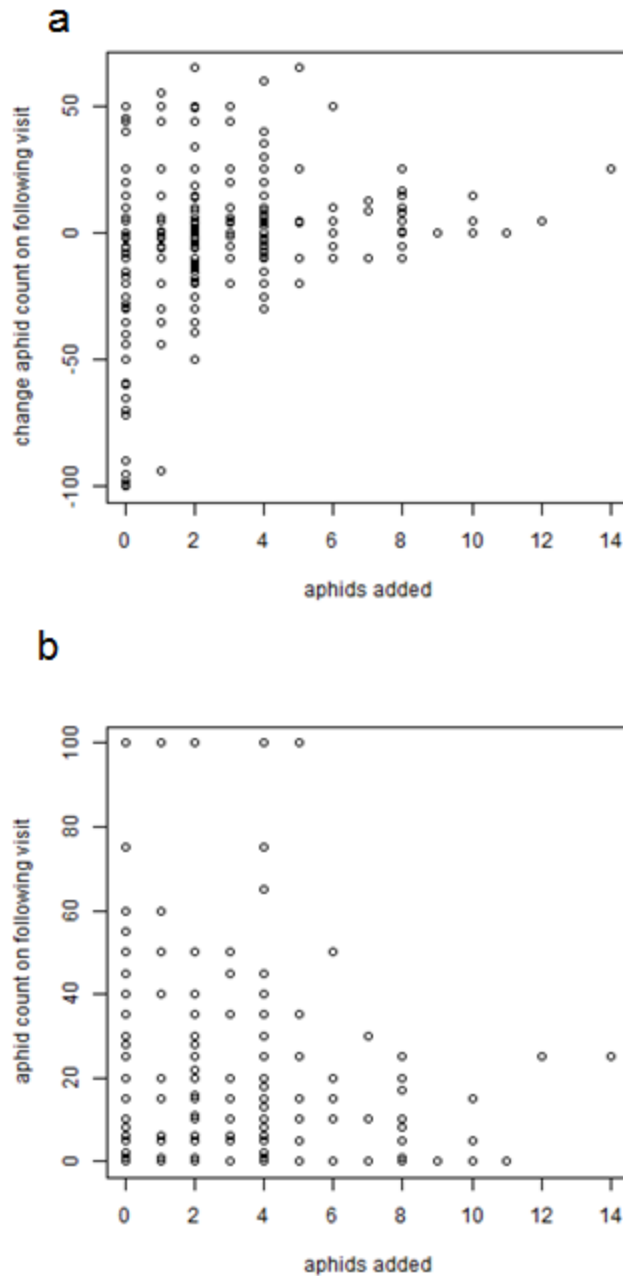 a
change aphid count on following visit
50
0
-50
-100
0 2 4 6 8 10 12 14
aphids added
b
aphid count on following visit
100
80
60
40
20
0
0 2 4 6 8 10 12 14
aphids added